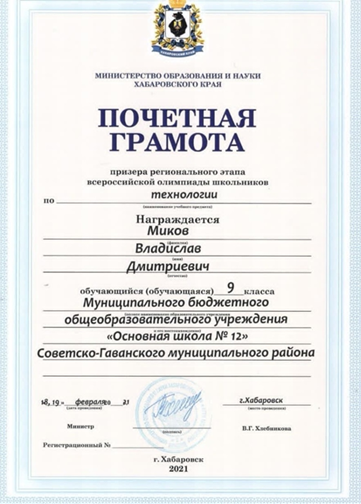 МИНИСТЕРСТВО ОБРАЗОВАНИЯ И НАУКИ
ХАБАРОВСКОГО КРАЯ
ПОЧЕТНАЯ
ГРАМОТА
призера регионального этапа
всероссийской олимпиады школьников
по технологии
(наименование учебного предмета)
Награждается
Миков
(фамилия)
Владислав
(имя)
Дмитриевич
(отчество)
обучающийся (обучающаяся) 9 класса
Муниципального бюджетного
общеобразовательного учреждения
«Основная школа № 12»
Советско-Гаванского муниципального района
18,19 февраля 21 г.Хабаровск
(дата проведения) (место проведения)
Министр В.Г. Хлебникова
(подпись)
Регистрационный №
г. Хабаровск
2021